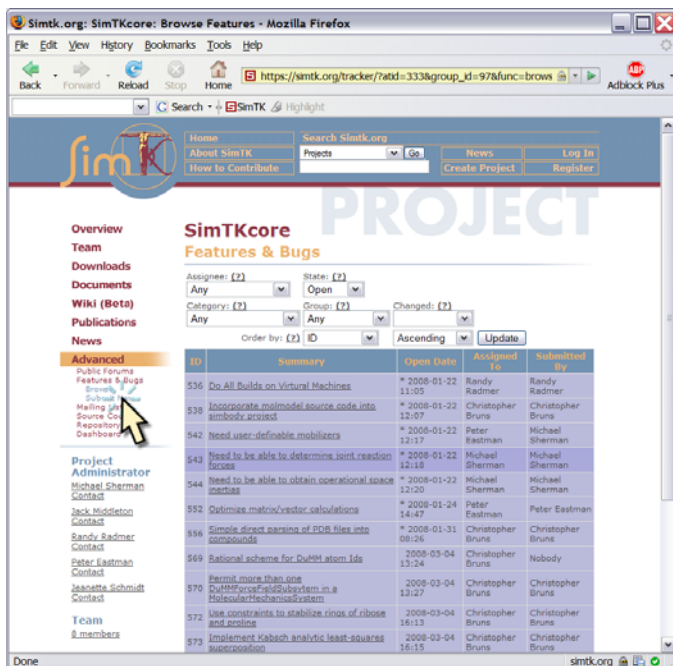 Simtk.org: SimTKcore: Browse Features - Mozilla Firefox
File Edit View History Bookmarks Tools Help
https://simtk.org/tracker/?atid=333&group_id=97&func=brows
Back Forward Reload Stop Home Adblock Plus
Search SimTK Highlight
SimTK
Home Search Simtk.org
About SimTK Projects Go News Log In
How to Contribute Create Project Register
PROJECT
Overview
Team
Downloads
Documents
Wiki (Beta)
Publications
News
Advanced
Public Forums
Features & Bugs
Browse
Submit
Mailing
Source
Repository
Dashboard
Project
Administrator
Michael Sherman
Contact
Jack Middleton
Contact
Randy Radmer
Contact
Peter Eastman
Contact
Jeanette Schmidt
Contact
Team
8 members
SimTKcore
Features & Bugs
Assignee: (?) State: (?)
Any Open
Category: (?) Group: (?) Changed: (?)
Any Any
Order by: (?) ID Ascending Update
ID Summary Open Date Assigned To Submitted By
536 Do All Builds on Virtural Machines * 2008-01-22 11:05 Randy Radmer Randy Radmer
538 Incorporate molmodel source code into simbody project * 2008-01-22 12:07 Christopher Bruns Christopher Bruns
542 Need user-definable mobilizers * 2008-01-22 12:17 Peter Eastman Michael Sherman
543 Need to be able to determine joint reaction forces * 2008-01-22 12:18 Michael Sherman Michael Sherman
544 Need to be able to obtain operational space inertias * 2008-01-22 12:20 Michael Sherman Michael Sherman
552 Optimize matrix/vector calculations * 2008-01-24 14:47 Peter Eastman Peter Eastman
556 Simple direct parsing of PDB files into compounds * 2008-01-31 08:26 Christopher Bruns Christopher Bruns
569 Rational scheme for DuMM atom Ids 2008-03-04 13:24 Christopher Bruns Nobody
570 Permit more than one DuMMForceFieldSubsytem in a MolecularMechanicsSystem 2008-03-04 13:27 Christopher Bruns Christopher Bruns
572 Use constraints to stabilize rings of ribose and proline 2008-03-04 16:13 Christopher Bruns Christopher Bruns
573 Implement Kabsch analytic least-squares superposition 2008-03-04 16:15 Christopher Bruns Christopher Bruns
Done simtk.org